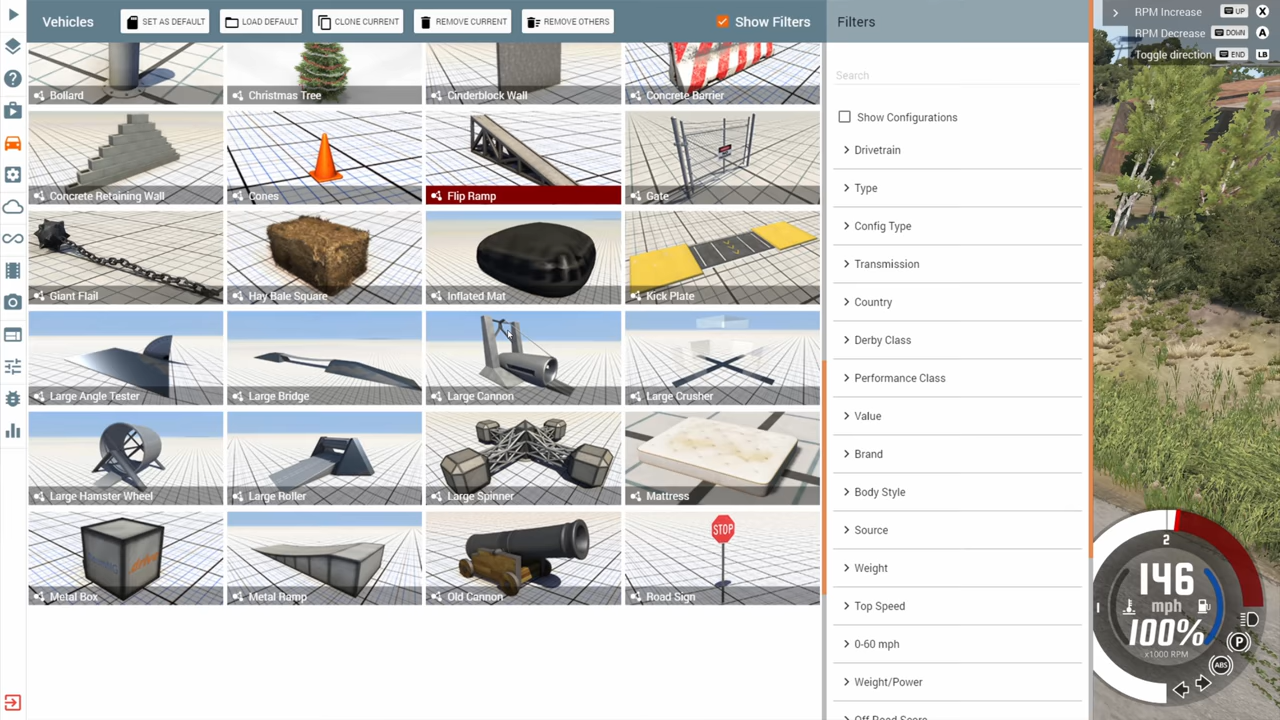 Vehicles
SET AS DEFAULT
LOAD DEFAULT
CLONE CURRENT
REMOVE CURRENT
REMOVE OTHERS
Show Filters
Bollard
Christmas Tree
Cinderblock Wall
Concrete Barrier
Concrete Retaining Wall
Cones
Flip Ramp
Gate
Giant Flail
Hay Bale Square
Inflated Mat
Kick Plate
Large Angle Tester
Large Bridge
Large Cannon
Large Crusher
Large Hamster Wheel
Large Roller
Large Spinner
Mattress
Metal Box
Metal Ramp
Old Cannon
STOP
Road Sign
Filters
Search
Show Configurations
Drivetrain
Type
Config Type
Transmission
Country
Derby Class
Performance Class
Value
Brand
Body Style
Source
Weight
Top Speed
0-60 mph
Weight/Power
Off-Road Score
RPM Increase UP X
RPM Decrease DOWN A
Toggle direction END LB
2
1
146
mph
100%
x1000 RPM
P
ABS